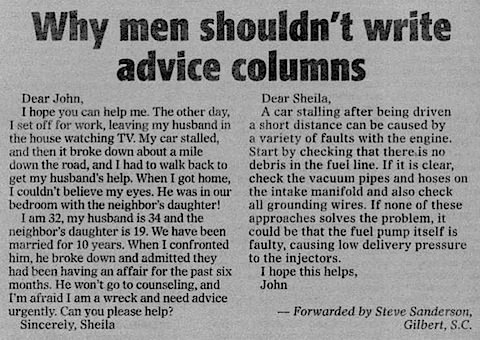 Why men shouldn't write
advice columns
Dear John,
I hope you can help me. The other day,
I set off for work, leaving my husband in
the house watching TV. My car stalled,
and then it broke down about a mile
down the road, and I had to walk back to
get my husband's help. When I got home,
I couldn't believe my eyes. He was in our
bedroom with the neighbor's daughter!
I am 32, my husband is 34 and the
neighbor's daughter is 19. We have been
married for 10 years. When I confronted
him, he broke down and admitted they
had been having an affair for the past six
months. He won't go to counseling, and
I'm afraid I am a wreck and need advice
urgently. Can you please help?
Sincerely, Sheila
Dear Sheila,
A car stalling after being driven
a short distance can be caused by
a variety of faults with the engine.
Start by checking that there is no
debris in the fuel line. If it is clear,
check the vacuum pipes and hoses on
the intake manifold and also check
all grounding wires. If none of these
approaches solves the problem, it
could be that the fuel pump itself is
faulty, causing low delivery pressure
to the injectors.
I hope this helps,
John
— Forwarded by Steve Sanderson,
Gilbert, S.C.